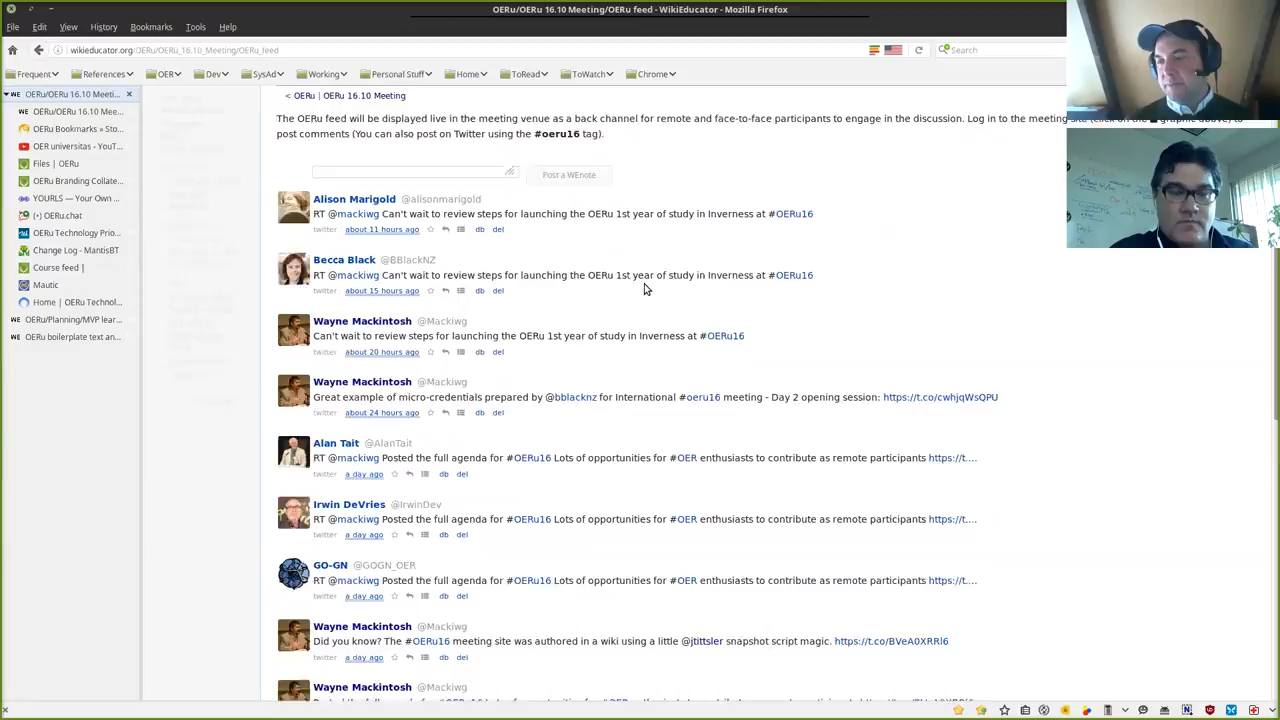 OERu/OERu 16.10 Meeting/OERu feed - WikiEducator - Mozilla Firefox
File Edit View History Bookmarks Tools Help
wikieducator.org/OERu/OERu_16.10_Meeting/OERu_feed
Search
Frequent References OER Dev SysAd Working Personal Stuff Home ToRead ToWatch Chrome
OERu/OERu 16.10 Meeti...
OERu/OERu 16.10 Mee...
OERu Bookmarks » Sto...
OER universitas - YouT...
Files | OERu
OERu Branding Collate...
YOURLS — Your Own ...
(•) OERu.chat
OERu Technology Prio...
Change Log - MantisBT
Course feed |
Mautic
Home | OERu Technol...
OERu/Planning/MVP lear...
OERu boilerplate text an...
< OERu | OERu 16.10 Meeting
The OERu feed will be displayed live in the meeting venue as a back channel for remote and face-to-face participants to engage in the discussion. Log in to the meeting site (click on the graphic above) to
post comments (You can also post on Twitter using the #oeru16 tag).
Post a WEnote
Alison Marigold @alisonmarigold
RT @mackiwg Can't wait to review steps for launching the OERu 1st year of study in Inverness at #OERu16
twitter about 11 hours ago db del
Becca Black @BBlackNZ
RT @mackiwg Can't wait to review steps for launching the OERu 1st year of study in Inverness at #OERu16
twitter about 15 hours ago db del
Wayne Mackintosh @Mackiwg
Can't wait to review steps for launching the OERu 1st year of study in Inverness at #OERu16
twitter about 20 hours ago db del
Wayne Mackintosh @Mackiwg
Great example of micro-credentials prepared by @bblacknz for International #oeru16 meeting - Day 2 opening session: https://t.co/cwhjqWsQPU
twitter about 24 hours ago db del
Alan Tait @AlanTait
RT @mackiwg Posted the full agenda for #OERu16 Lots of opportunities for #OER enthusiasts to contribute as remote participants https://t....
twitter a day ago db del
Irwin DeVries @IrwinDev
RT @mackiwg Posted the full agenda for #OERu16 Lots of opportunities for #OER enthusiasts to contribute as remote participants https://t....
twitter a day ago db del
GO-GN @GOGN_OER
RT @mackiwg Posted the full agenda for #OERu16 Lots of opportunities for #OER enthusiasts to contribute as remote participants https://t....
twitter a day ago db del
Wayne Mackintosh @Mackiwg
Did you know? The #OERu16 meeting site was authored in a wiki using a little @jtittsler snapshot script magic. https://t.co/BVeA0XRRl6
twitter a day ago db del
Wayne Mackintosh @Mackiwg